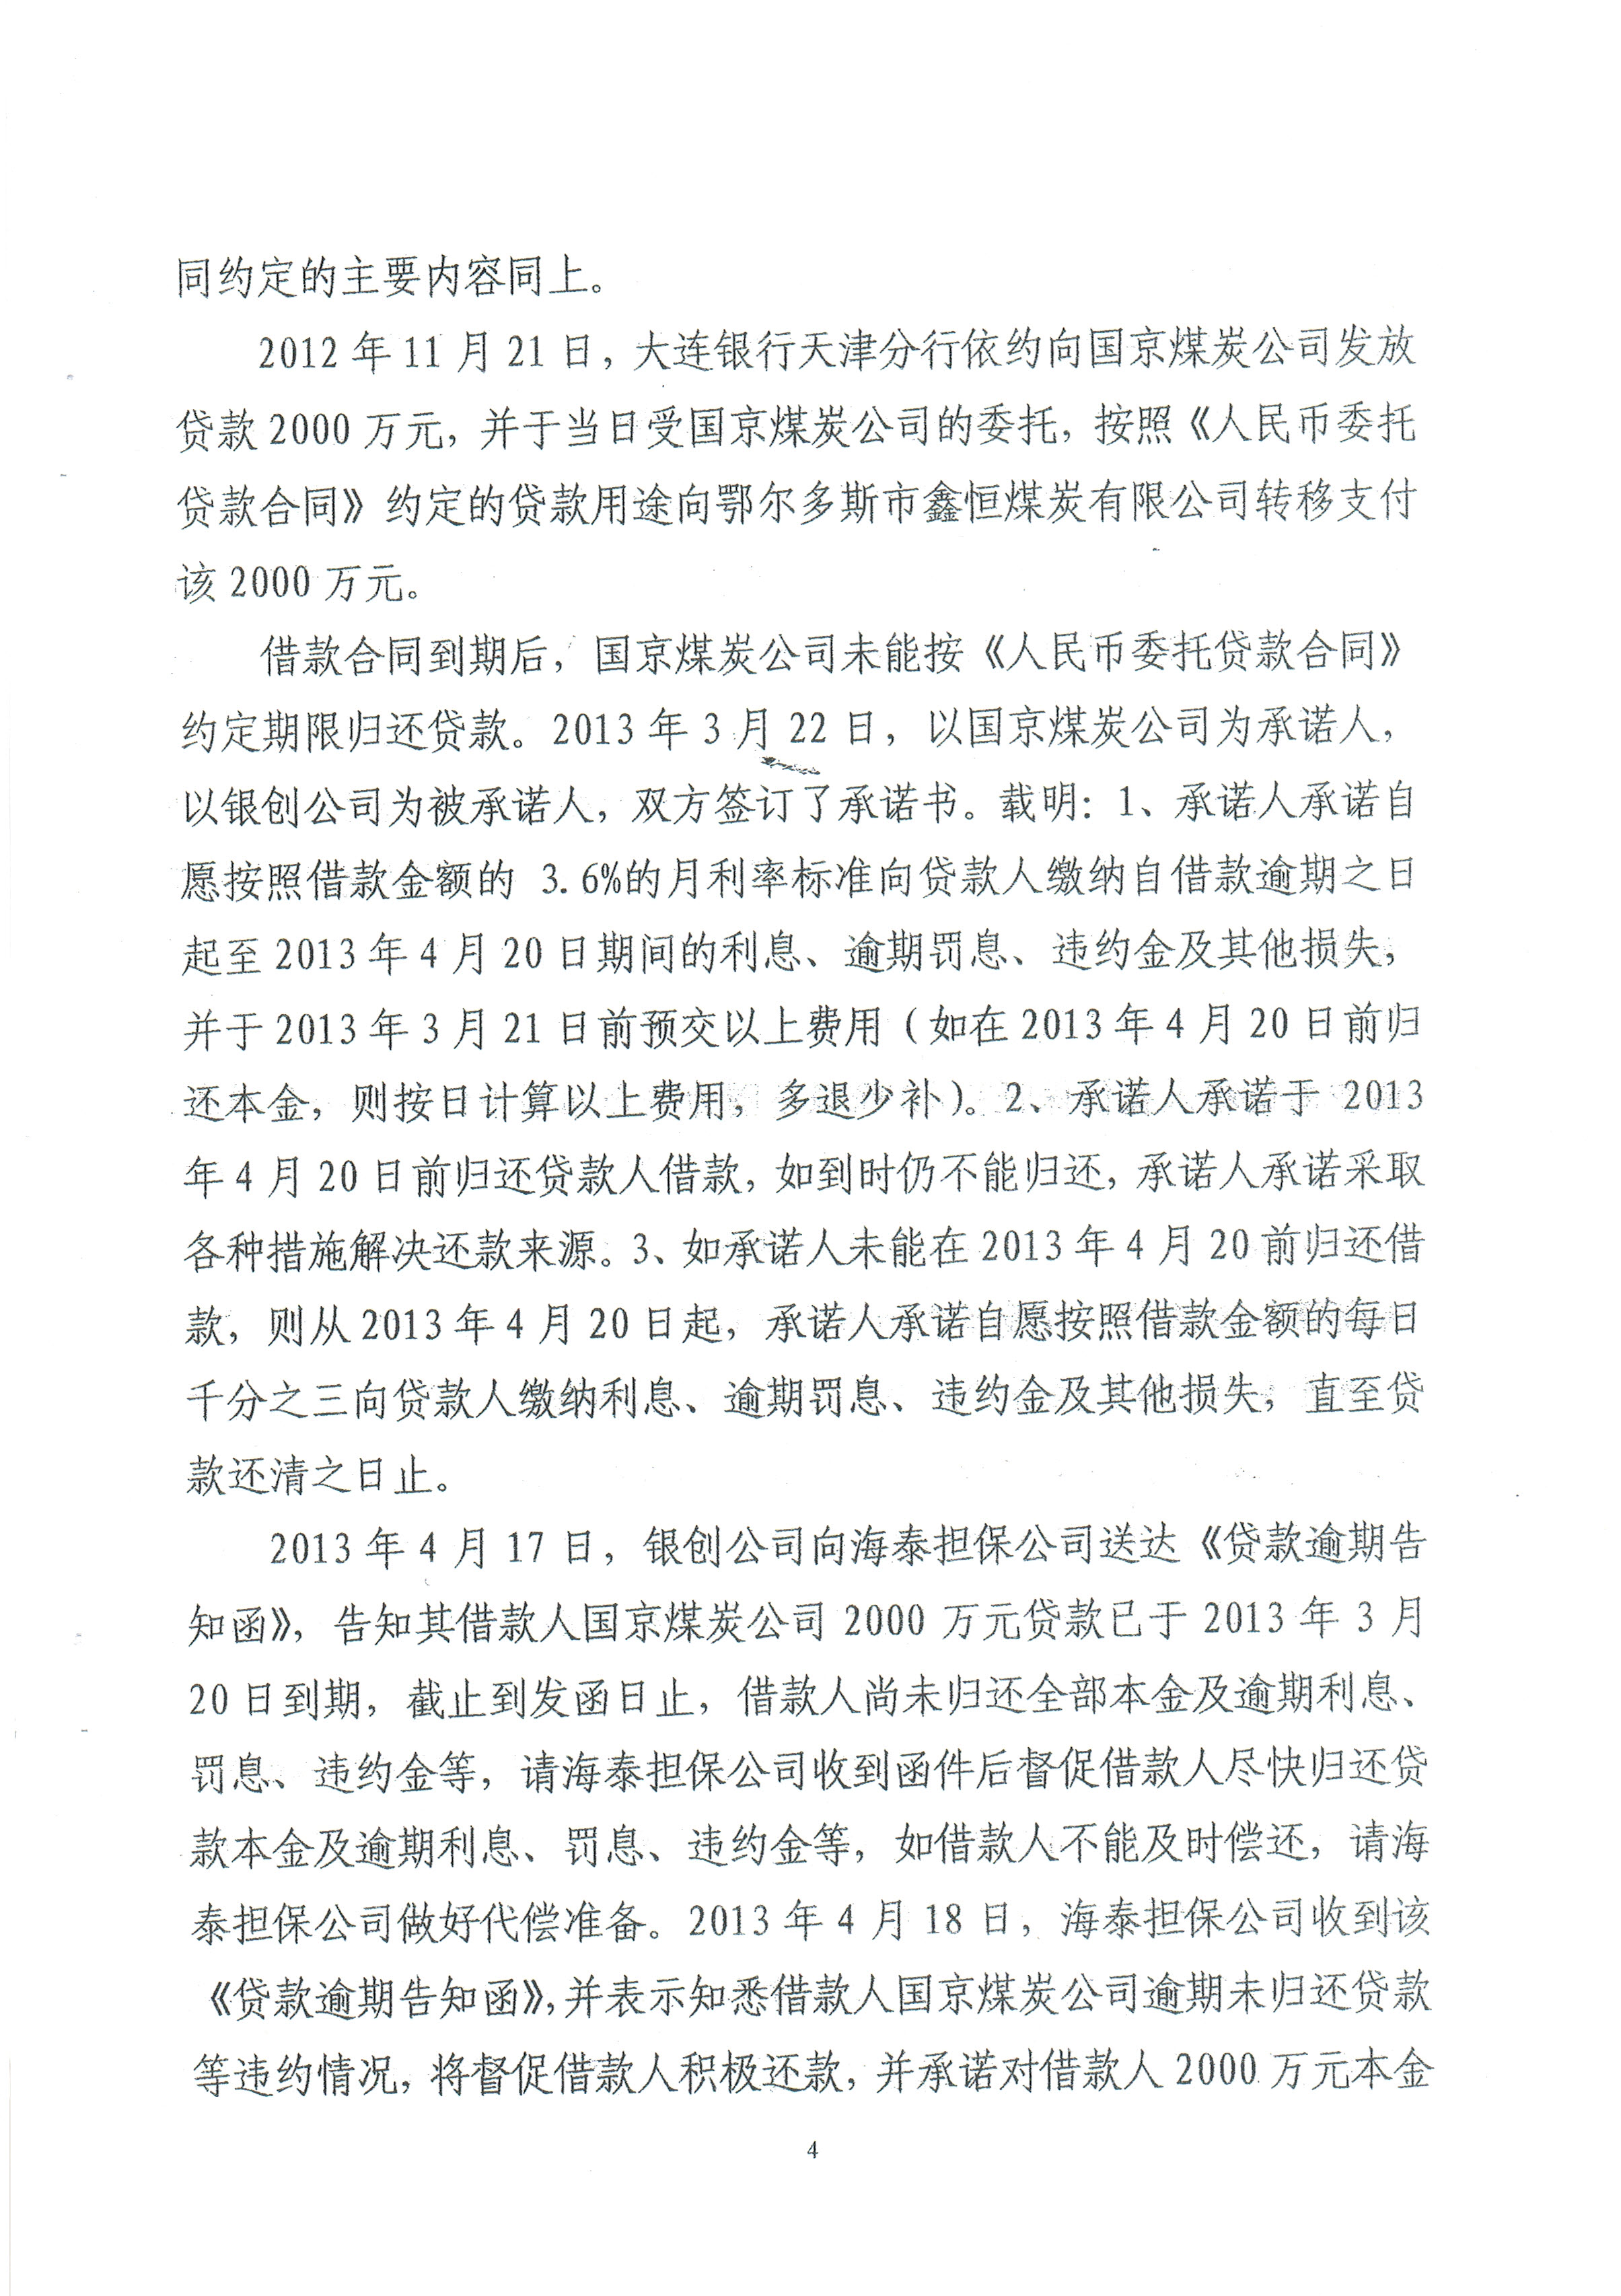 同约定的主要内容同上。
2012年11月21日，大连银行天津分行依约向国京煤炭公司发放
贷款2000万元，并于当日受国京煤炭公司的委托，按照《人民币委托
贷款合同》约定的贷款用途向鄂尔多斯市鑫恒煤炭有限公司转移支付
该2000万元。
借款合同到期后，国京煤炭公司未能按《人民币委托贷款合同》
约定期限归还贷款。2013年3月22日，以国京煤炭公司为承诺人，
以银创公司为被承诺人，双方签订了承诺书。载明：1、承诺人承诺自
愿按照借款金额的 3.6%的月利率标准向贷款人缴纳自借款逾期之日
起至2013年4月20日期间的利息、逾期罚息、违约金及其他损失，
并于2013年3月21日前预交以上费用（如在2013年4月20日前归
还本金，则按日计算以上费用，多退少补）。2、承诺人承诺于 2013
年4月20日前归还贷款人借款，如到时仍不能归还，承诺人承诺采取
各种措施解决还款来源。3、如承诺人未能在2013年4月20前归还借
款，则从2013年4月20日起，承诺人承诺自愿按照借款金额的每日
千分之三向贷款人缴纳利息、逾期罚息、违约金及其他损失，直至贷
款还清之日止。
2013年4月17日，银创公司向海泰担保公司送达《贷款逾期告
知函》，告知其借款人国京煤炭公司2000万元贷款已于2013年3月
20日到期，截止到发函日止，借款人尚未归还全部本金及逾期利息、
罚息、违约金等，请海泰担保公司收到函件后督促借款人尽快归还贷
款本金及逾期利息、罚息、违约金等，如借款人不能及时偿还，请海
泰担保公司做好代偿准备。2013年4月18日，海泰担保公司收到该
《贷款逾期告知函》，并表示知悉借款人国京煤炭公司逾期未归还贷款
等违约情况，将督促借款人积极还款，并承诺对借款人2000万元本金
4